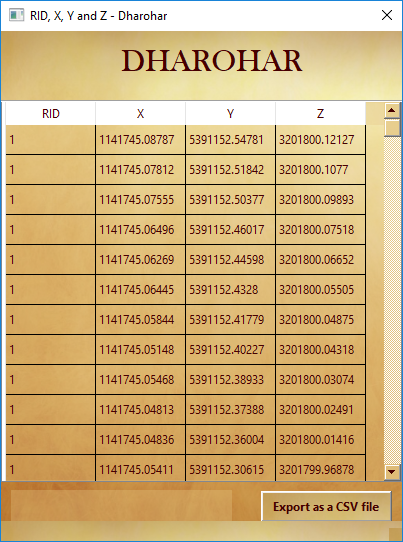 RID, X, Y and Z - Dharohar
DHAROHAR
RID X Y Z
1 1141745.08787 5391152.54781 3201800.12127
1 1141745.07812 5391152.51842 3201800.1077
1 1141745.07555 5391152.50377 3201800.09893
1 1141745.06496 5391152.46017 3201800.07518
1 1141745.06269 5391152.44598 3201800.06652
1 1141745.06445 5391152.4328 3201800.05505
1 1141745.05844 5391152.41779 3201800.04875
1 1141745.05148 5391152.40227 3201800.04318
1 1141745.05468 5391152.38933 3201800.03074
1 1141745.04813 5391152.37388 3201800.02491
1 1141745.04836 5391152.36004 3201800.01416
1 1141745.05411 5391152.30615 3201799.96878
Export as a CSV file